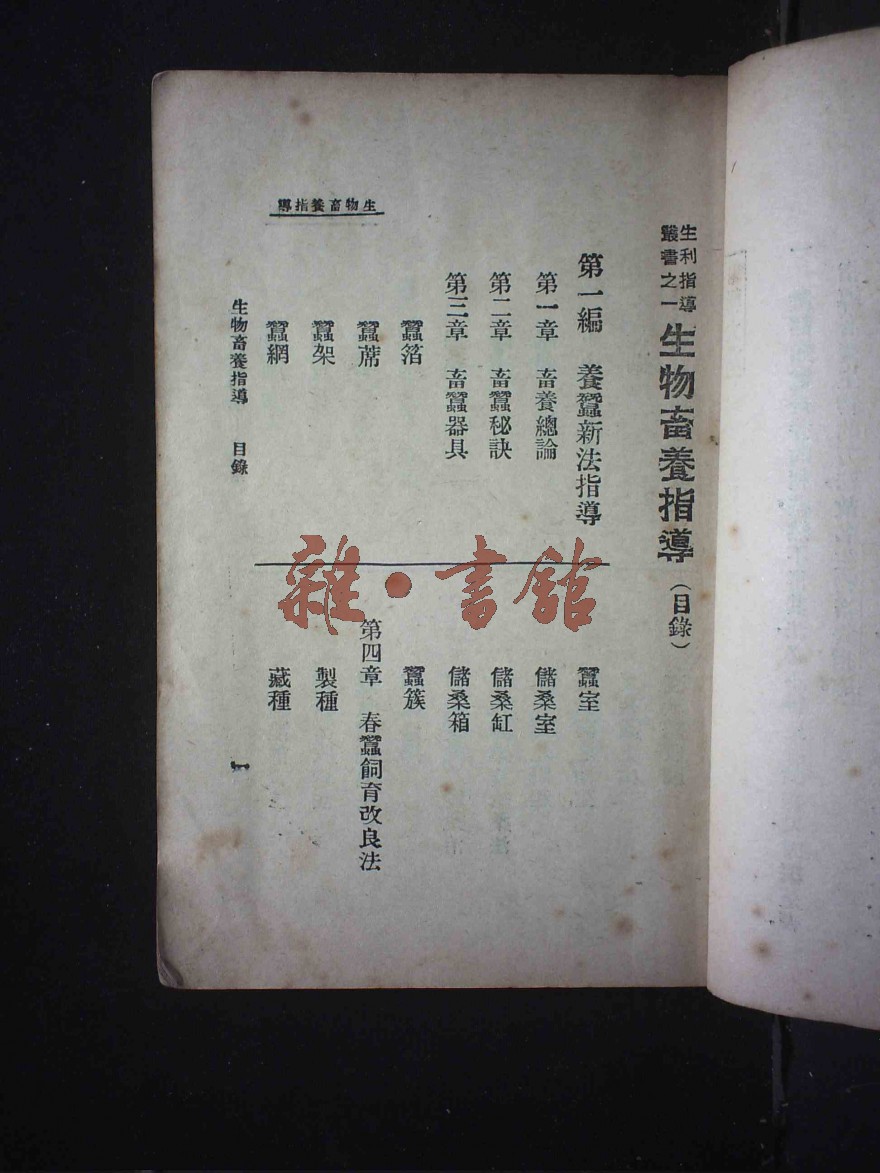 生利指導
叢書之一
生物畜養指導(目錄)
第一編　養蠶新法指導
第一章　畜養總論
第二章　畜蠶秘訣
第三章　畜蠶器具
蠶箔
蠶蓆
蠶架
蠶網
蠶室
儲桑室
儲桑缸
儲桑箱
蠶簇
第四章　春蠶飼育改良法
製種
藏種
生物畜養指導
生物畜養指導　目錄
一
雜·書館